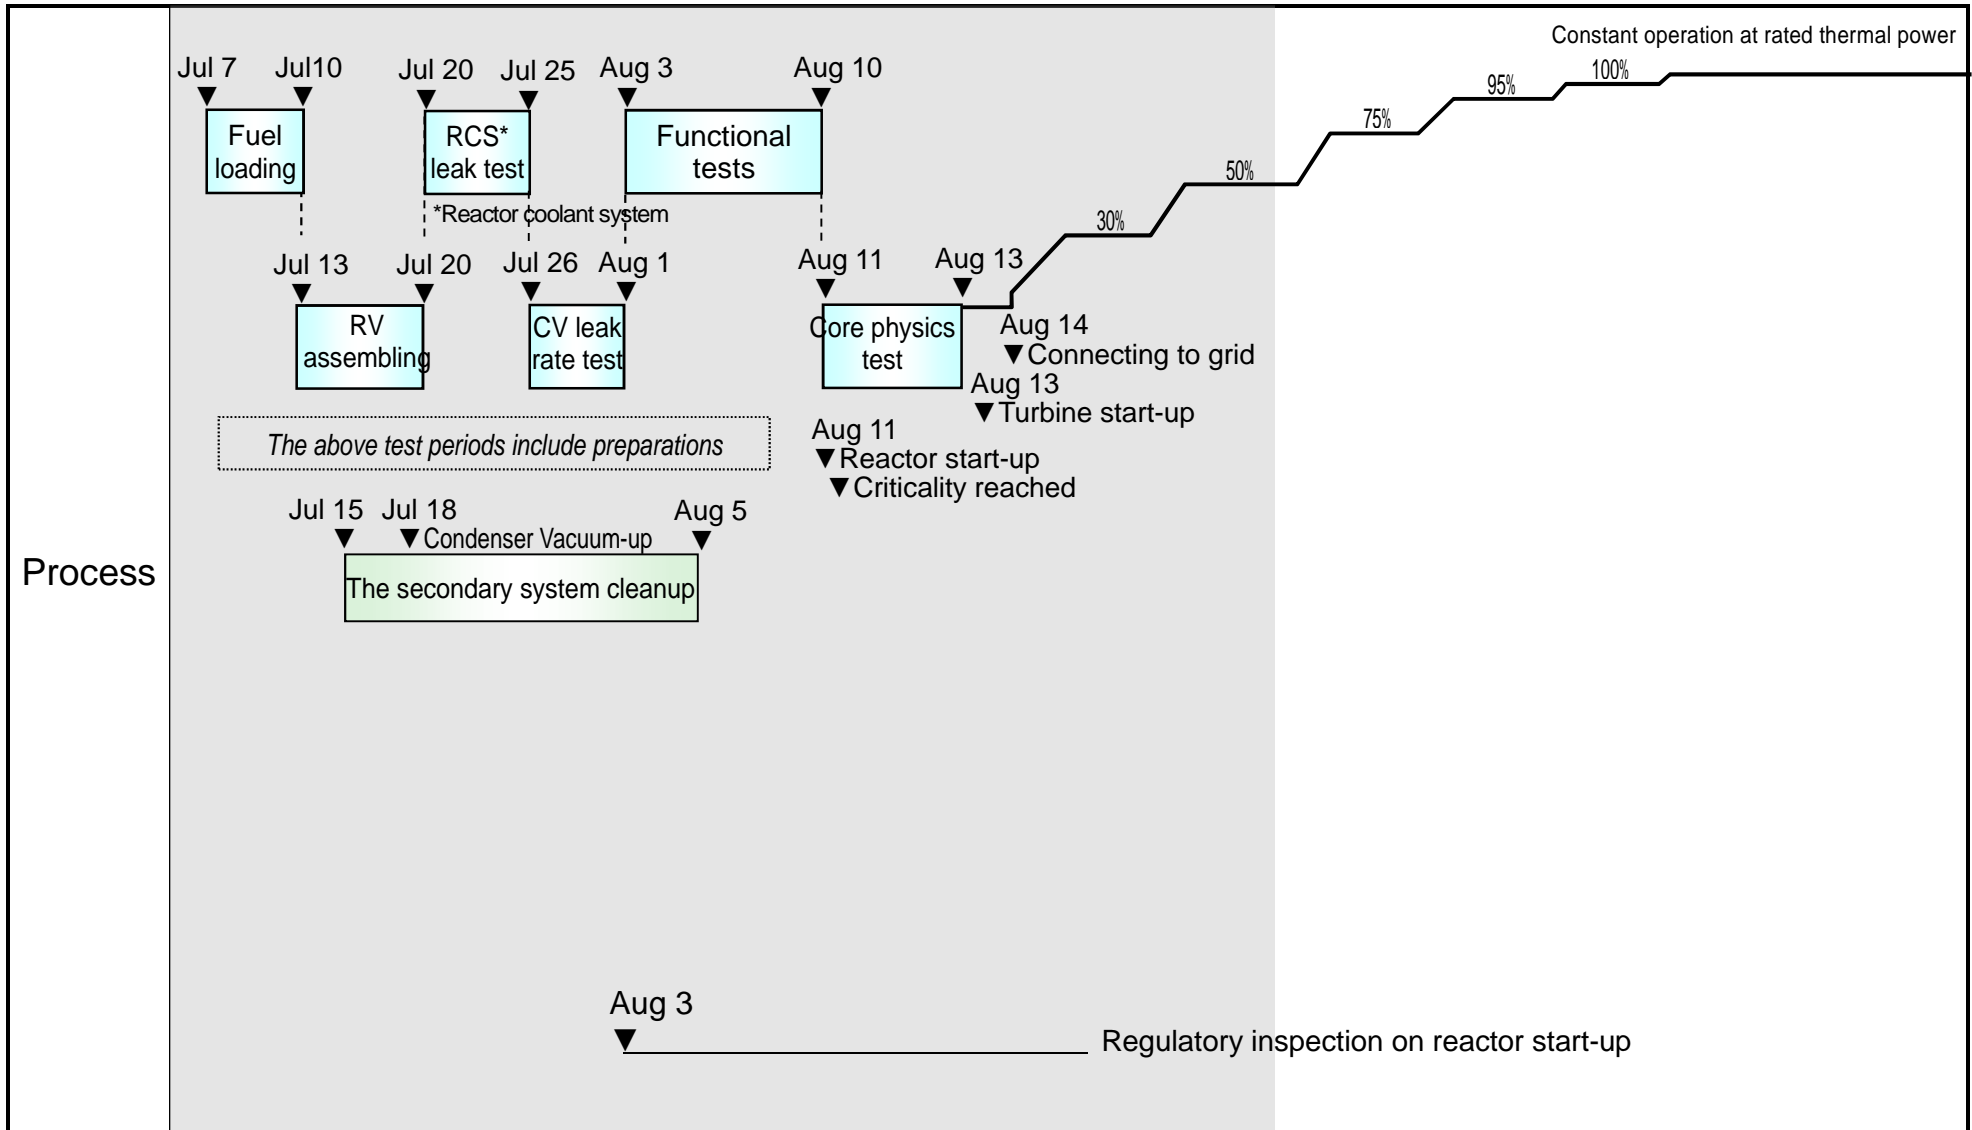 Constant operation at rated thermal power
Jul 7
Jul10
Jul 20
Jul 25
Aug 3
Aug 10
100%
95%
75%
50%
30%
Fuel
loading
RCS*
leak test
Functional
tests
*Reactor coolant system
Jul 13
Jul 20
Jul 26
Aug 1
Aug 11
Aug 13
RV
assembling
CV leak
rate test
Core physics
test
Aug 14
▼Connecting to grid
Aug 13
▼Turbine start-up
The above test periods include preparations
Aug 11
▼Reactor start-up
▼Criticality reached
Jul 15
Jul 18
▼Condenser Vacuum-up
Aug 5
The secondary system cleanup
Process
Aug 3
Regulatory inspection on reactor start-up